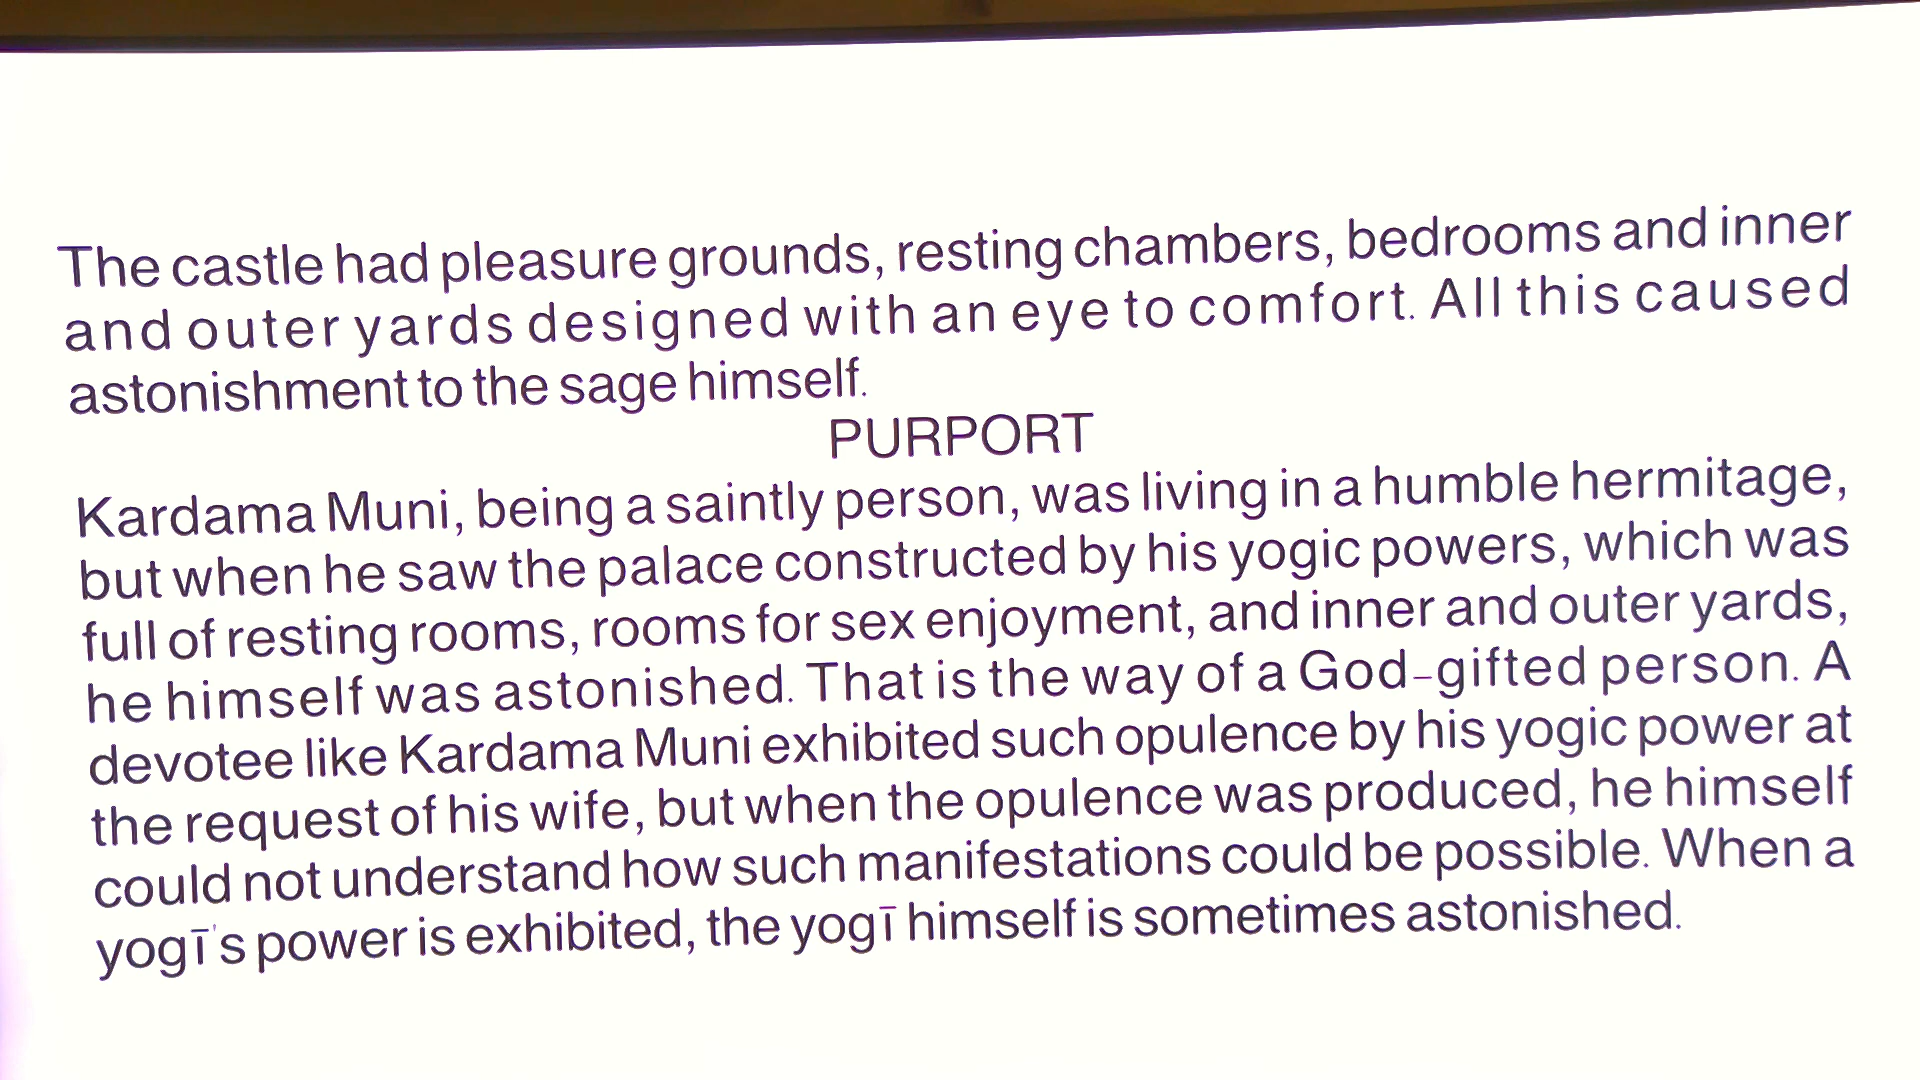 The castle had pleasure grounds, resting chambers, bedrooms and inner
and outer yards designed with an eye to comfort. All this caused
astonishment to the sage himself.
PURPORT
Kardama Muni, being a saintly person, was living in a humble hermitage,
but when he saw the palace constructed by his yogic powers, which was
full of resting rooms, rooms for sex enjoyment, and inner and outer yards,
he himself was astonished. That is the way of a God-gifted person. A
devotee like Kardama Muni exhibited such opulence by his yogic power at
the request of his wife, but when the opulence was produced, he himself
could not understand how such manifestations could be possible. When a
yogī's power is exhibited, the yogī himself is sometimes astonished.